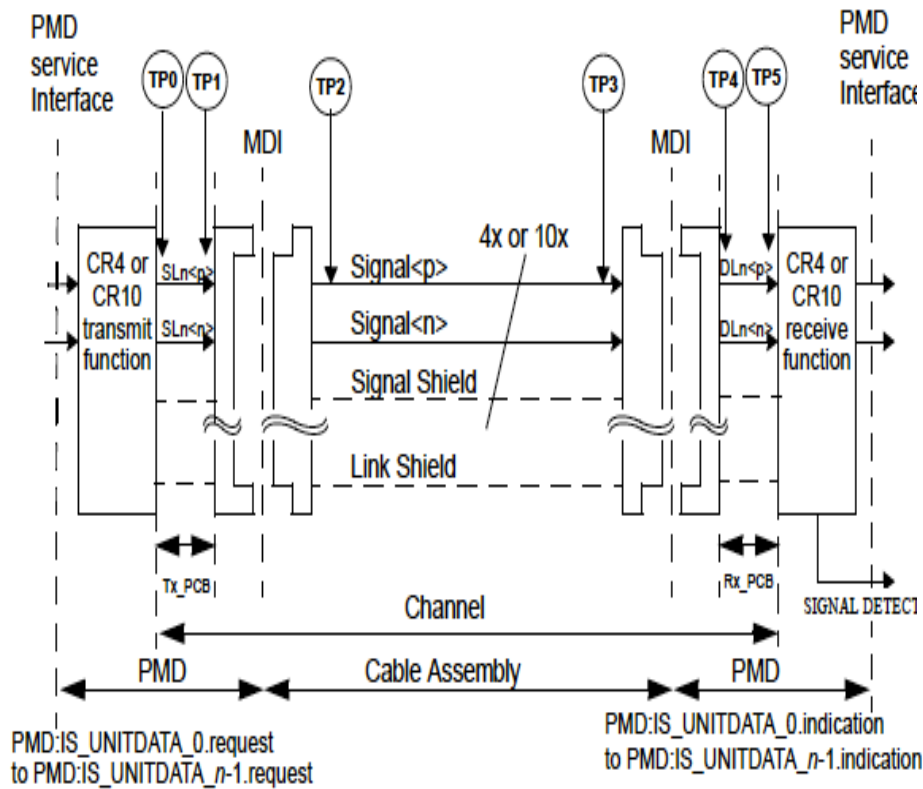 PMD
service
Interface
PMD
service
Interface
TP0
TP1
TP2
TP3
TP4
TP5
MDI
MDI
4x or 10x
CR4 or
CR10
transmit
function
SLn<p>
SLn<n>
Signal<p>
Signal<n>
Signal Shield
Link Shield
DLn<p>
DLn<n>
CR4 or
CR10
receive
function
Tx_PCB
Rx_PCB
SIGNAL DETECT
Channel
PMD
Cable Assembly
PMD
PMD:IS_UNITDATA_0.request
to PMD:IS_UNITDATA_n-1.request
PMD:IS_UNITDATA_0.indication
to PMD:IS_UNITDATA_n-1.indication